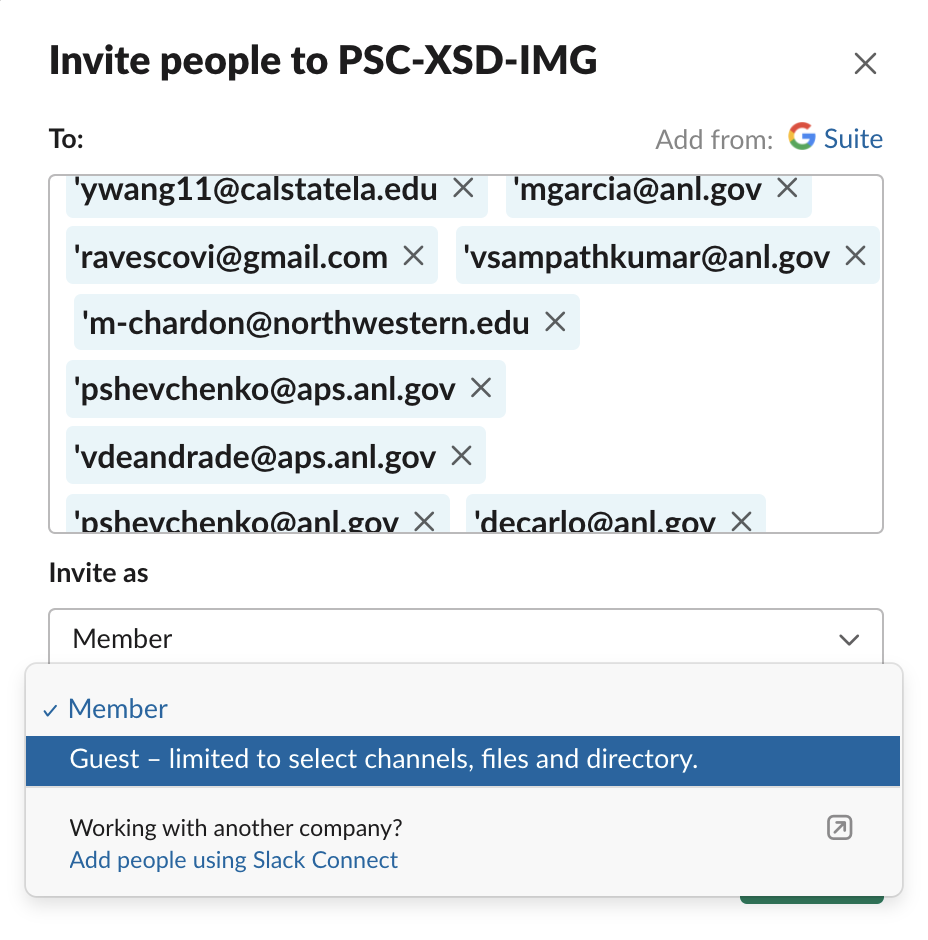 Invite people to PSC-XSD-IMG
To:
Add from: G Suite
'ywang11@calstatela.edu 'mgarcia@anl.gov
'ravescovi@gmail.com 'vsampathkumar@anl.gov
'm-chardon@northwestern.edu
'pshevchenko@aps.anl.gov
'vdeandrade@aps.anl.gov
'pshevchenko@anl.gov 'decarlo@anl.gov
Invite as
Member
✓ Member
Guest – limited to select channels, files and directory.
Working with another company?
Add people using Slack Connect